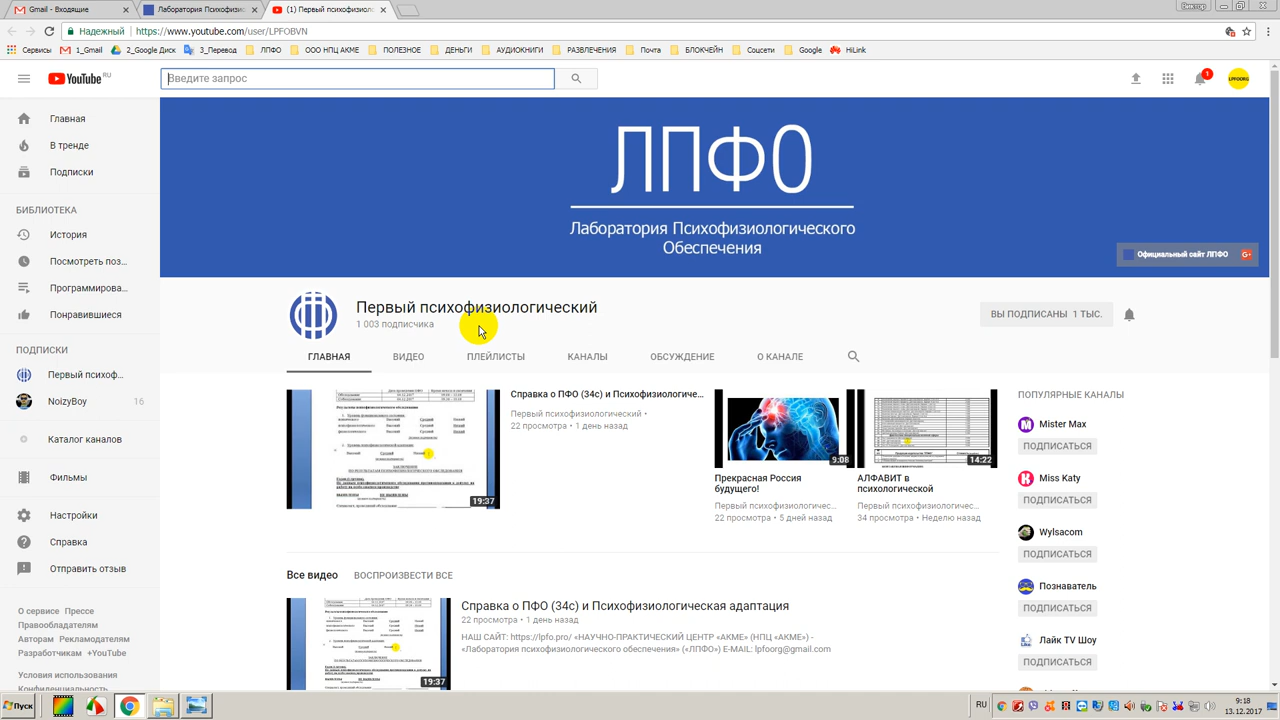 Gmail - Входящие
Лаборатория Психофизис
(1) Первый психофизиолог
Виктор
Надежный
https://www.youtube.com/user/LPFOBVN
Сервисы
1_Gmail
2_Google Диск
3_Перевод
ЛПФО
ООО НПЦ АКМЕ
ПОЛЕЗНОЕ
ДЕНЬГИ
АУДИОКНИГИ
РАЗВЛЕЧЕНИЯ
Почта
БЛОКЧЕЙН
Соцсети
Google
HiLink
YouTube RU
Введите запрос
1
LPFOORG
Главная
В тренде
Подписки
БИБЛИОТЕКА
История
Посмотреть поз...
Программирова...
Понравившиеся
ПОДПИСКИ
Первый психоф...
NoizyBoy
16
Каталог каналов
Фильмы
Настройки
Справка
Отправить отзыв
О сервисе Прессе
Правообладателям
Авторам Рекламодателям
Разработчикам +YouTube
Условия использования
Конфиденциальность
ЛПФО
Лаборатория Психофизиологического
Обеспечения
Официальный сайт ЛПФО
G+
Первый психофизиологический
1 003 подписчика
ВЫ ПОДПИСАНЫ 1 ТЫС.
ГЛАВНАЯ
ВИДЕО
ПЛЕЙЛИСТЫ
КАНАЛЫ
ОБСУЖДЕНИЕ
О КАНАЛЕ
19:37
Справка о ПФО (34с) и Психофизиологиче...
Первый психофизиологический •
22 просмотра • 1 день назад
9:08
Прекрасная Россия
будущего!
Первый психофизиологичес...
22 просмотра • 5 дней назад
14:22
АЛФАВИТ в
психологической
Первый психофизиологичес...
34 просмотра • Неделю назад
ПОПУЛЯРНЫЕ КАНАЛЫ
Mister Max
ПОДПИСАТЬСЯ
Miss Katy
ПОДПИСАТЬСЯ
Wylsacom
ПОДПИСАТЬСЯ
Познаватель
ПОДПИСАТЬСЯ
Лайк А Шоу
ПОДПИСАТЬСЯ
Все видео
ВОСПРОИЗВЕСТИ ВСЕ
19:37
Справка о ПФО (34с) и Психофизиологическая адаптация
22 просмотра • 1 день назад
НАШ САЙТ: https://lpfo.pro/ «НАУЧНО-ПРАКТИЧЕСКИЙ ЦЕНТР «АКМЕ» (НПЦ «АКМЕ»)
«Лаборатория психофизиологического обеспечения» («ЛПФО») E-MAIL: lpfoorg@gmail.com
Пуск
RU
9:18
13.12.2017